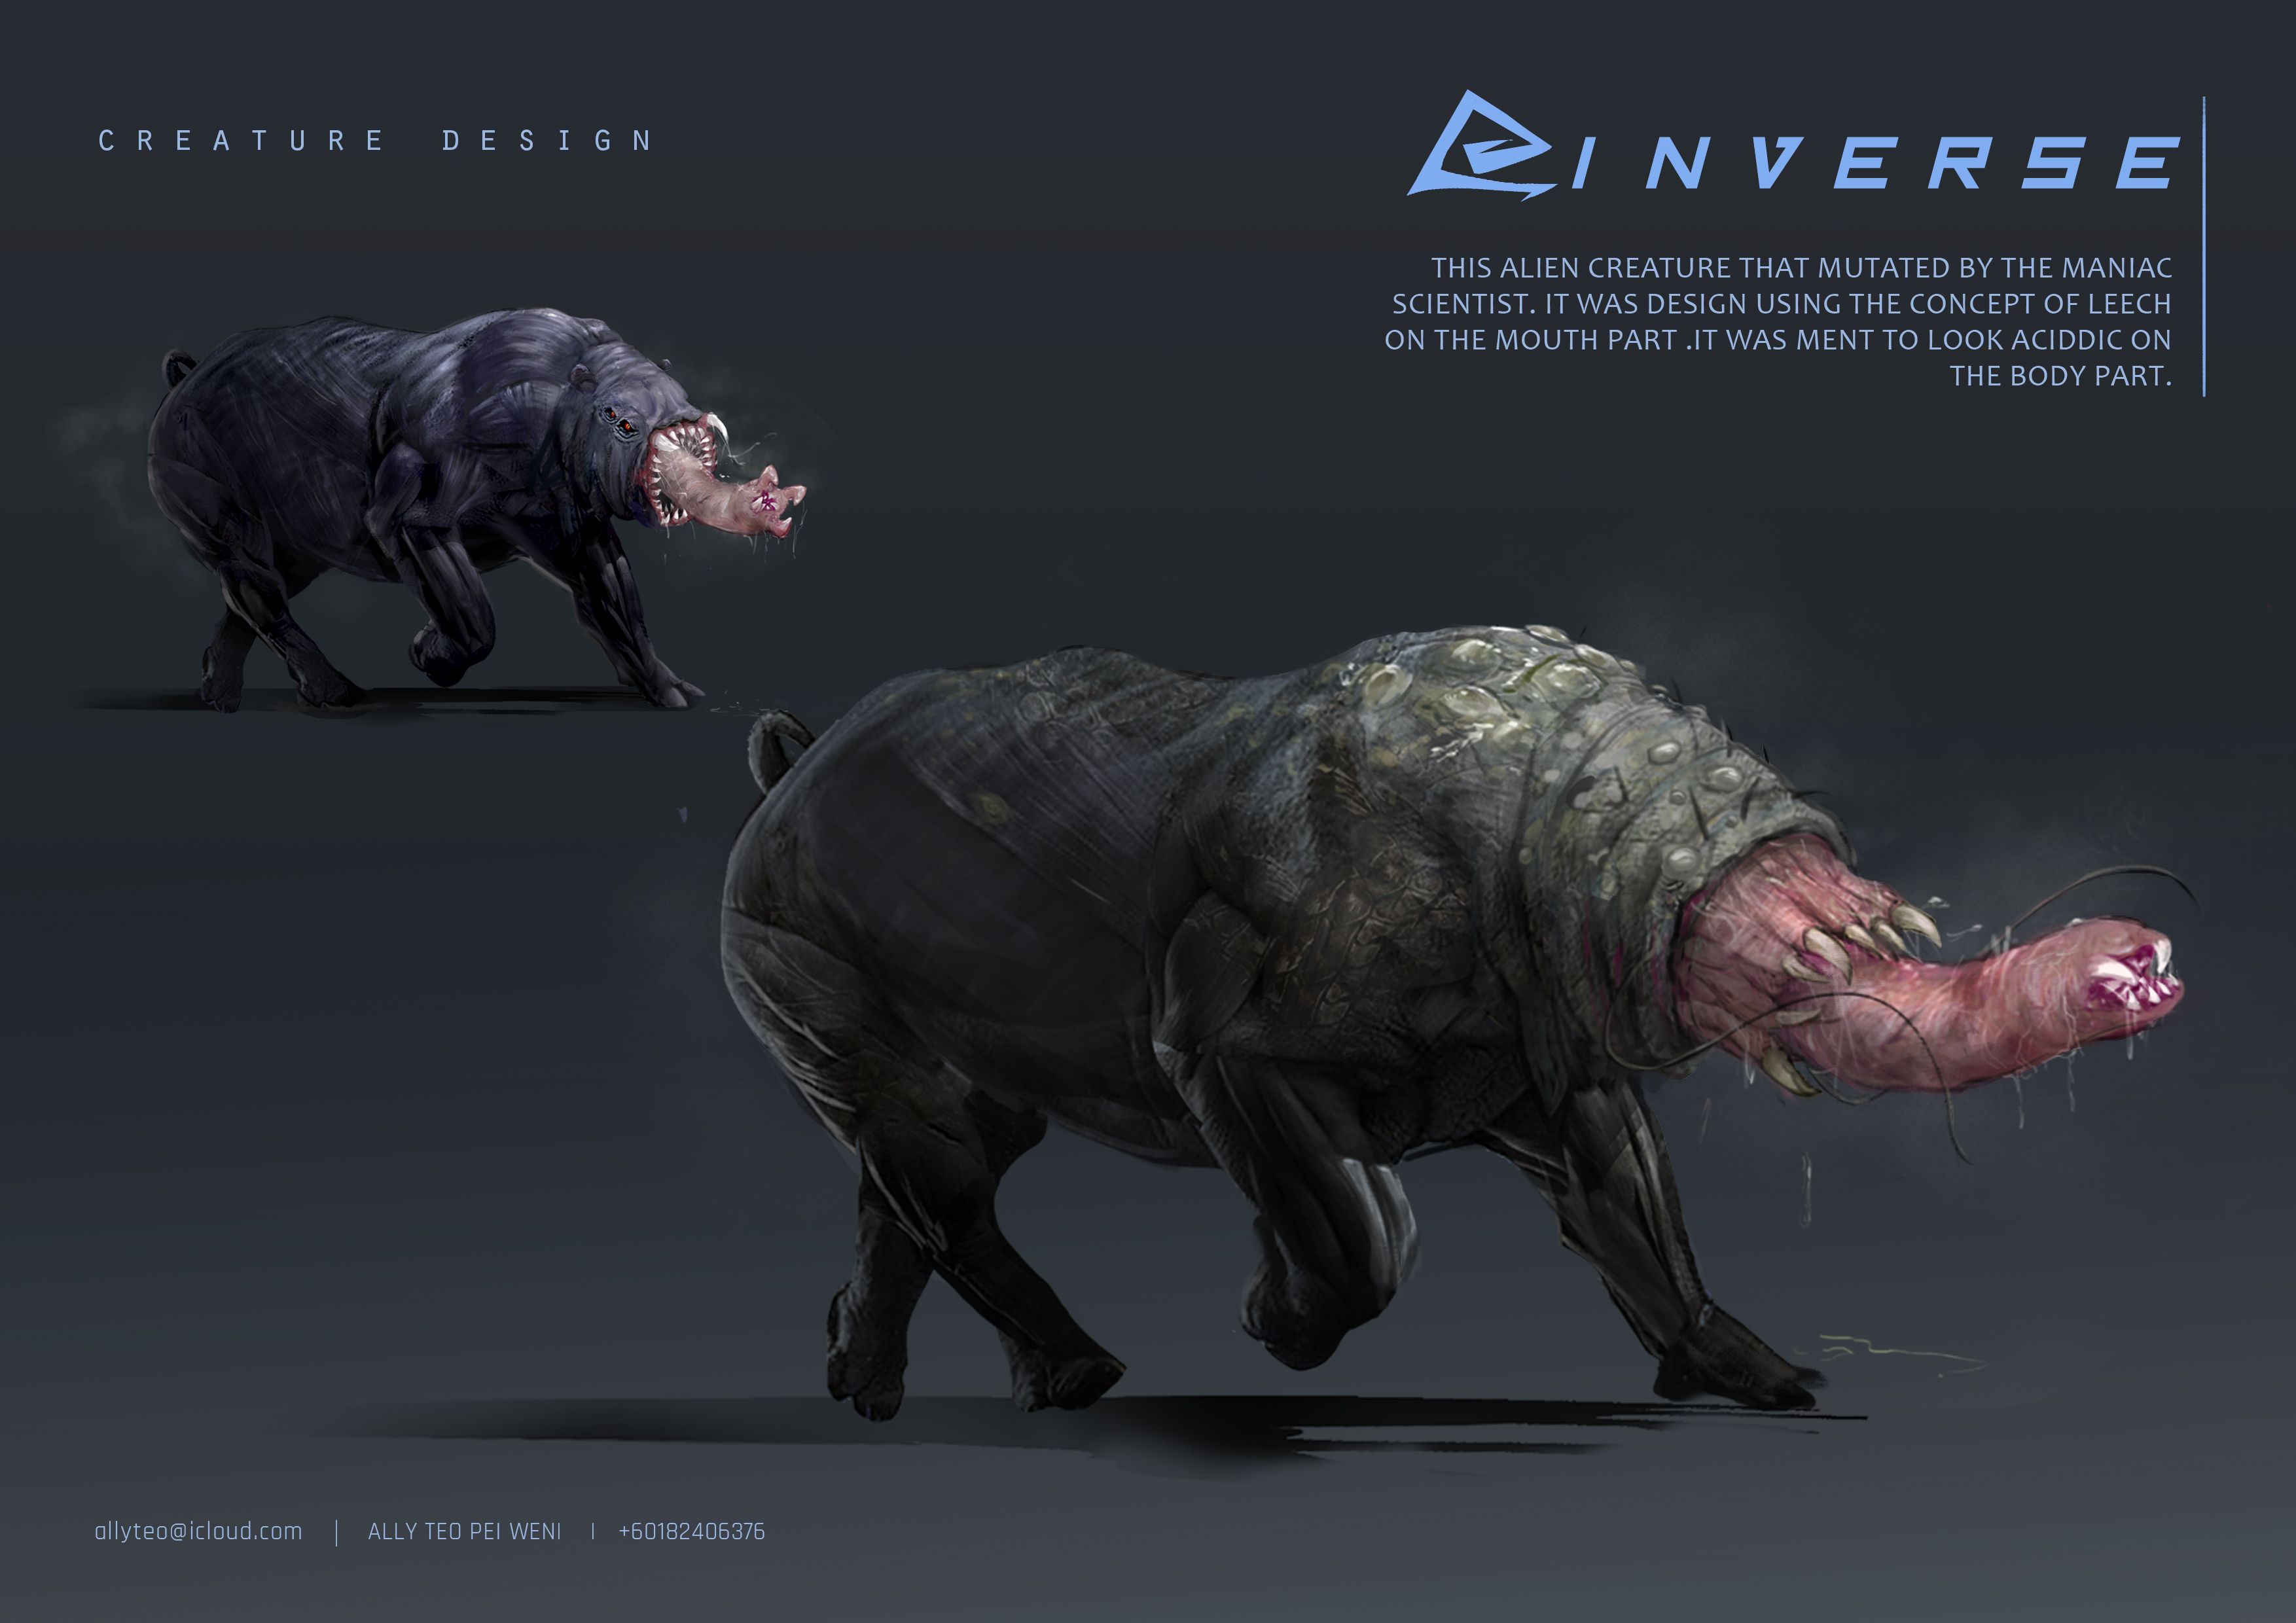 CREATURE DESIGN
INVERSE
THIS ALIEN CREATURE THAT MUTATED BY THE MANIAC
SCIENTIST. IT WAS DESIGN USING THE CONCEPT OF LEECH
ON THE MOUTH PART .IT WAS MENT TO LOOK ACIDDIC ON
THE BODY PART.
allyteo@icloud.com | ALLY TEO PEI WENI | +60182406376